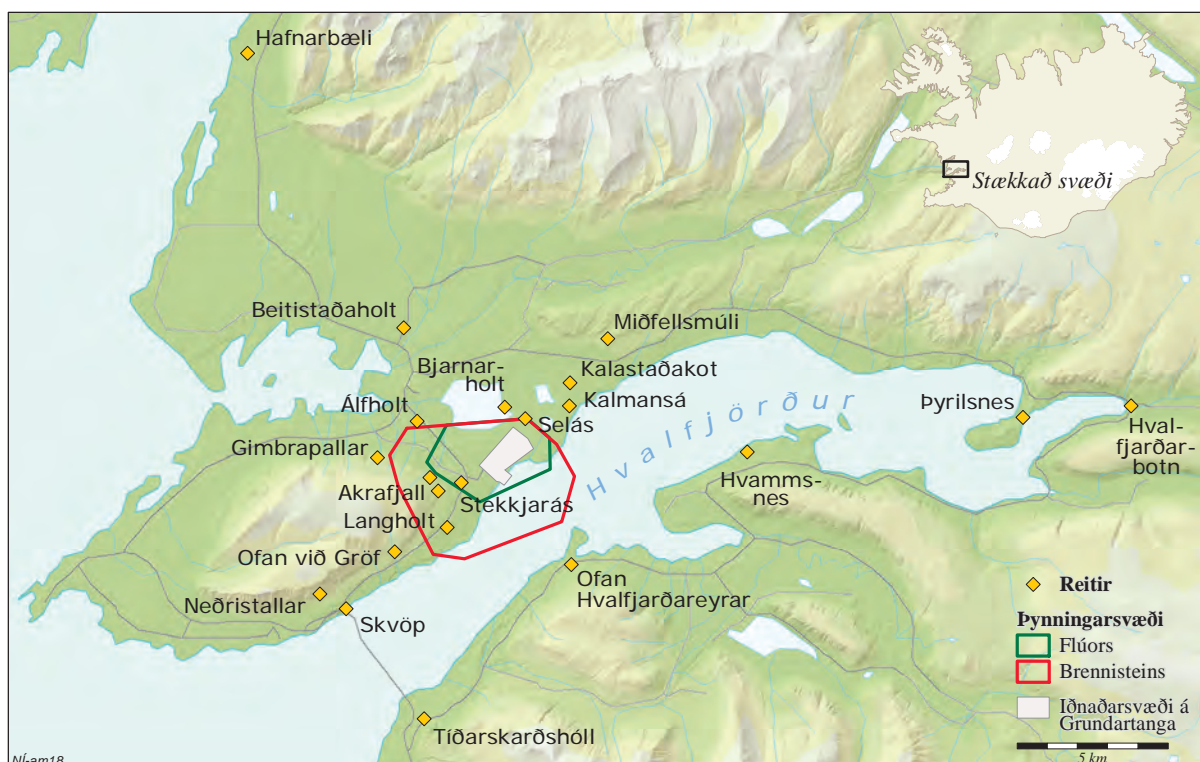 Hafnarbæli
Stækkað svæði
Beitistaðaholt
Miðfellsmúli
Bjarnar-
holt
Kalastaðakot
Álfholt
Kalmansá
Selás
Þyrilsnes
Hval-
fjarðar-
botn
Gimbrapallar
Hvalfjörður
Hvamms-
nes
Akrafjall
Stekkjarás
Langholt
Ofan við Gröf
Ofan
Hvalfjarðareyrar
Neðristallar
Skvöp
Tíðarskarðshóll
Reitir
Þynningarsvæði
Flúors
Brennisteins
Iðnaðarsvæði á
Grundartanga
5 km
NÍ-am18